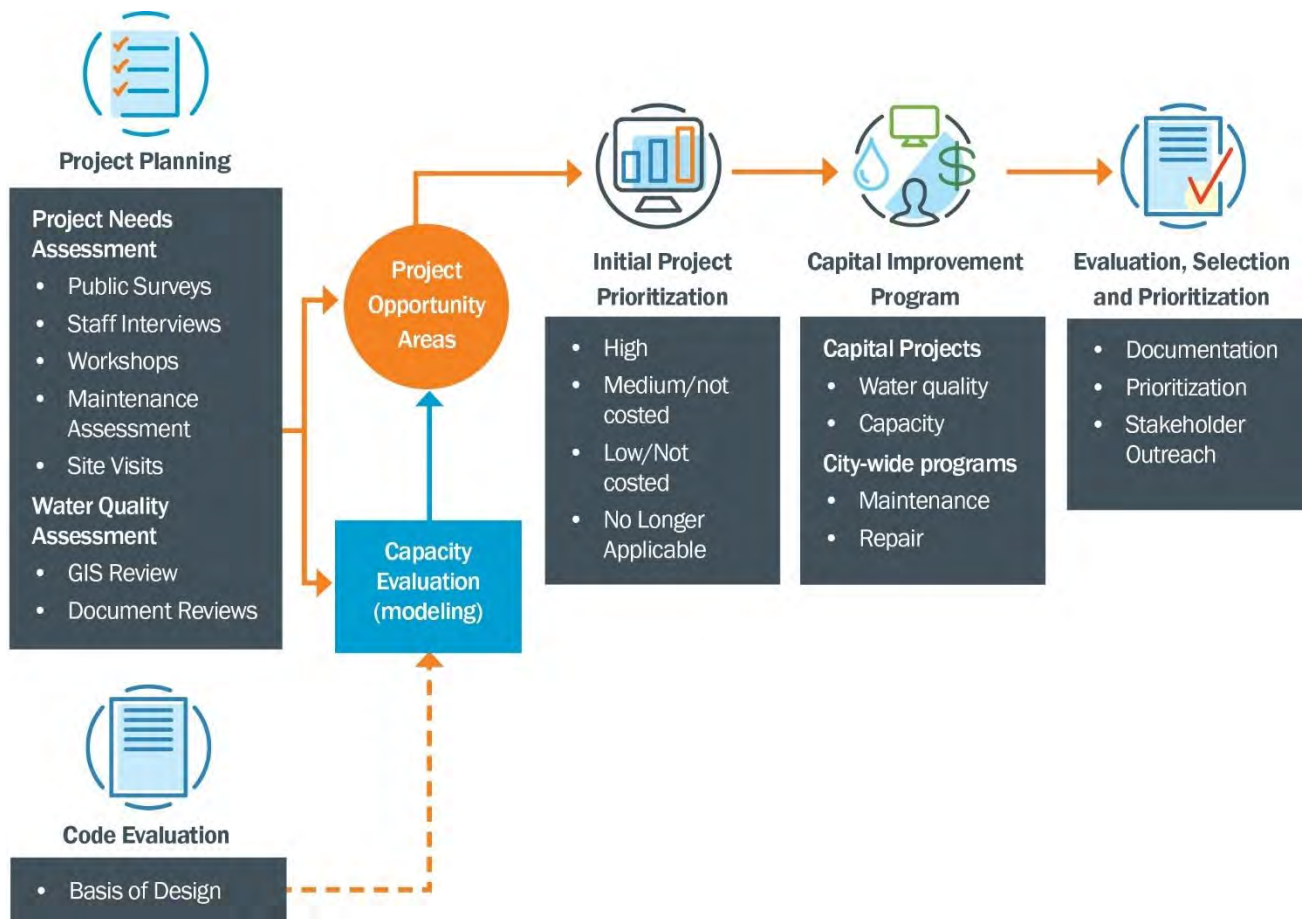 Project Planning
Project Needs
Assessment
• Public Surveys
• Staff Interviews
• Workshops
• Maintenance
Assessment
• Site Visits
Water Quality
Assessment
• GIS Review
• Document Reviews
Code Evaluation
• Basis of Design
Project
Opportunity
Areas
Capacity
Evaluation
(modeling)
Initial Project
Prioritization
• High
• Medium/not
costed
• Low/Not
costed
• No Longer
Applicable
Capital Improvement
Program
Capital Projects
• Water quality
• Capacity
City-wide programs
• Maintenance
• Repair
Evaluation, Selection
and Prioritization
• Documentation
• Prioritization
• Stakeholder
Outreach